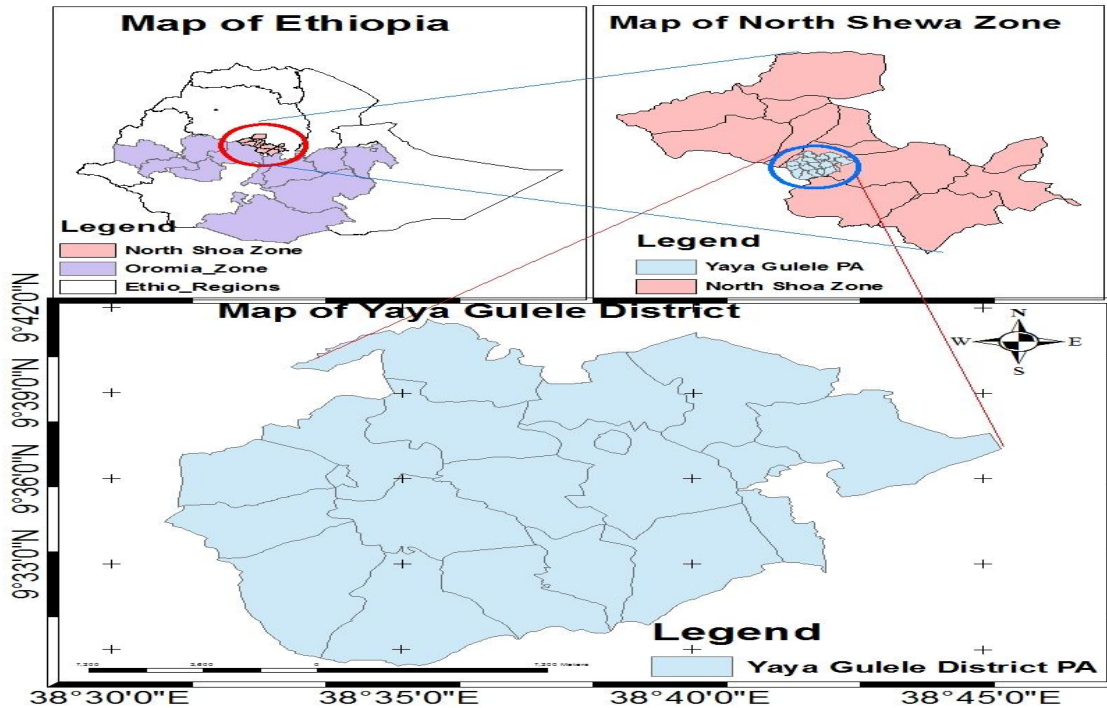 Map of Ethiopia
Legend
North Shoa Zone
Oromia_Zone
Ethio_Regions
Map of North Shewa Zone
Legend
Yaya Gulele PA
North Shoa Zone
Map of Yaya Gulele District
N
W E
S
9°42'0"N
9°39'0"N
9°36'0"N
9°33'0"N
Legend
Yaya Gulele District PA
0
38°30'0"E 38°35'0"E 38°40'0"E 38°45'0"E